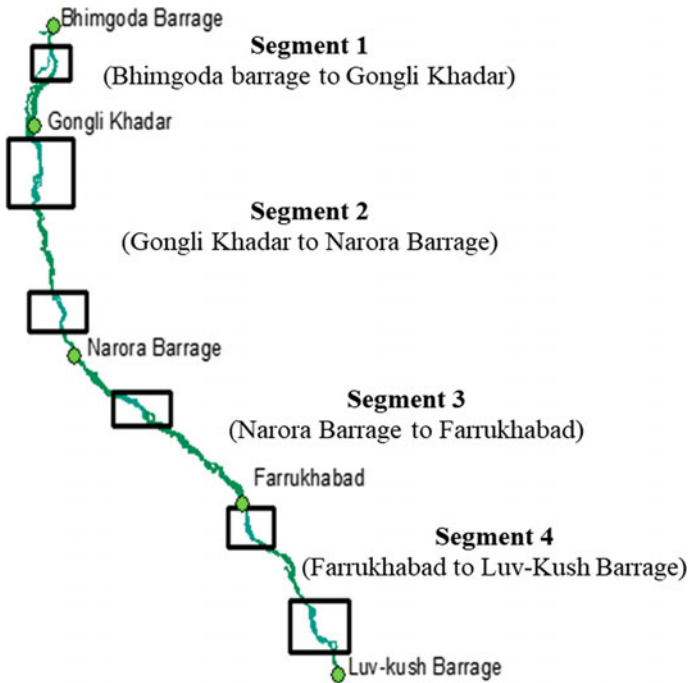 Bhimgoda Barrage
Segment 1
(Bhimgoda barrage to Gongli Khadar)
Gongli Khadar
Segment 2
(Gongli Khadar to Narora Barrage)
Narora Barrage
Segment 3
(Narora Barrage to Farrukhabad)
Farrukhabad
Segment 4
(Farrukhabad to Luv-Kush Barrage)
Luv-kush Barrage